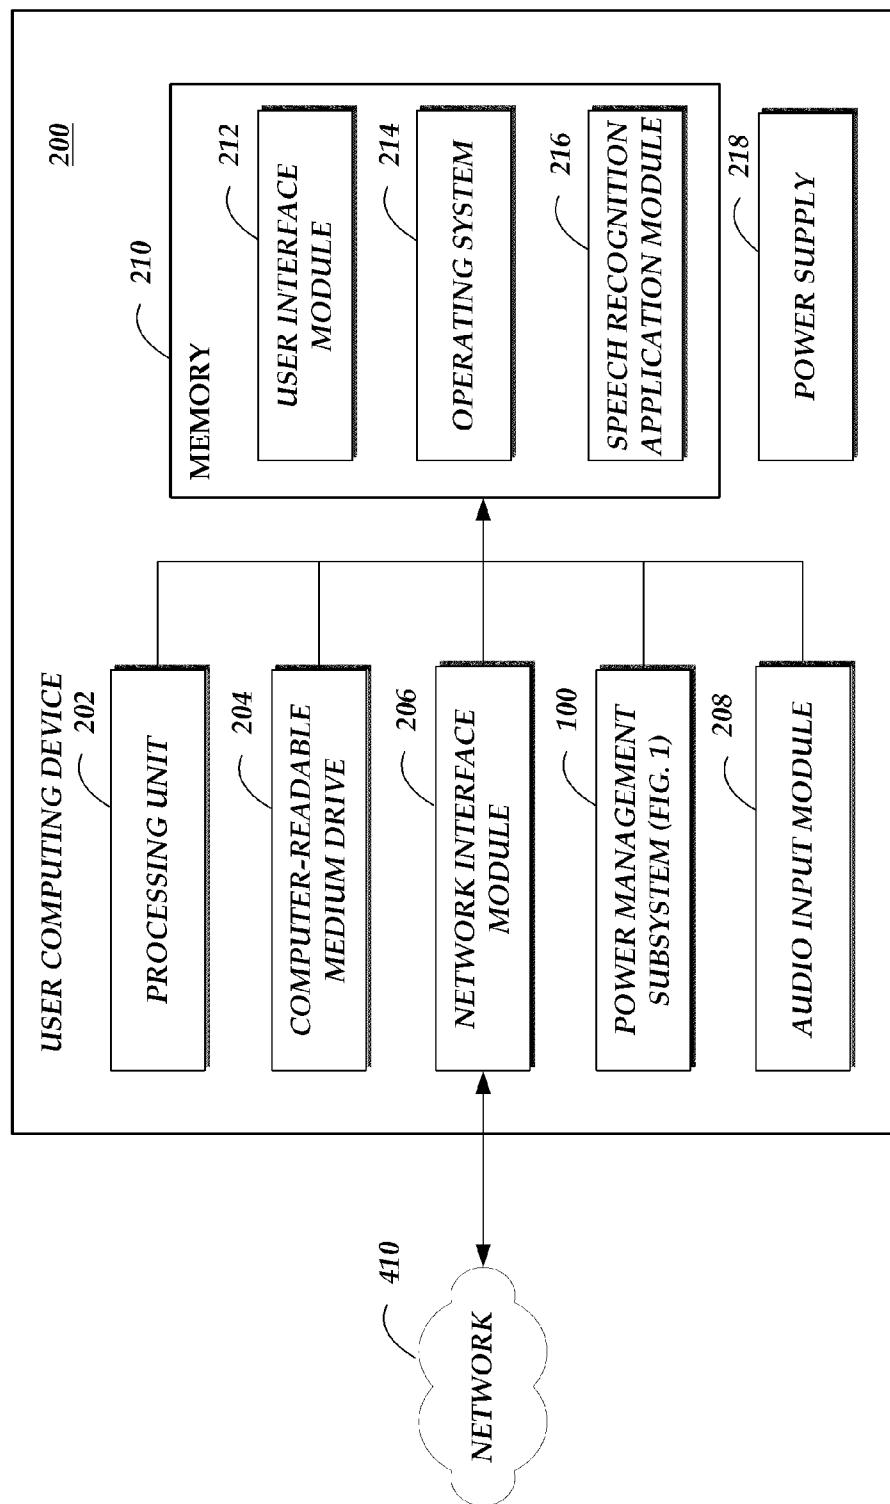 200
USER COMPUTING DEVICE
202
PROCESSING UNIT
204
COMPUTER-READABLE
MEDIUM DRIVE
206
NETWORK INTERFACE
MODULE
100
POWER MANAGEMENT
SUBSYSTEM (FIG. 1)
208
AUDIO INPUT MODULE
210
MEMORY
212
USER INTERFACE
MODULE
214
OPERATING SYSTEM
216
SPEECH RECOGNITION
APPLICATION MODULE
218
POWER SUPPLY
410
NETWORK